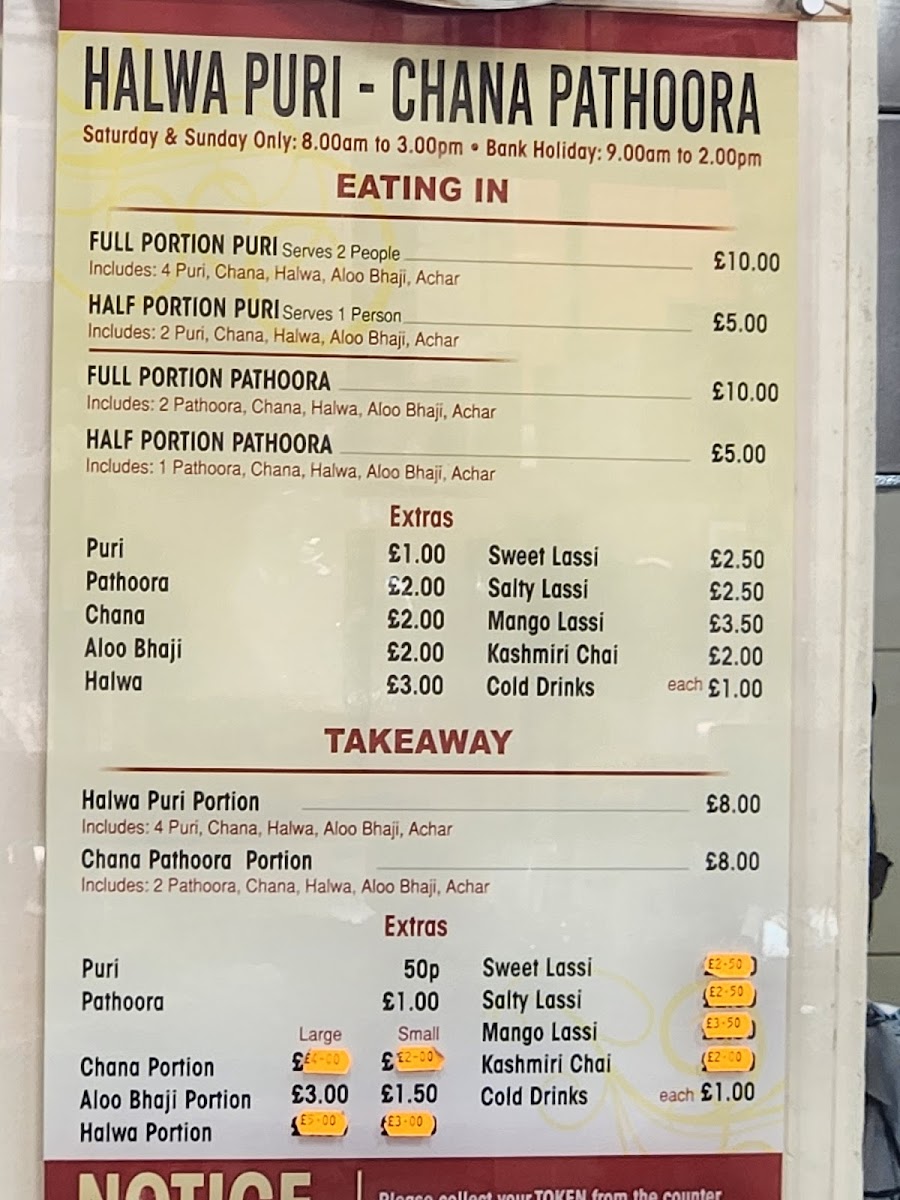 HALWA PURI - CHANA PATHOORA
Saturday & Sunday Only: 8.00am to 3.00pm • Bank Holiday: 9.00am to 2.00pm
EATING IN
FULL PORTION PURI Serves 2 People £10.00
Includes: 4 Puri, Chana, Halwa, Aloo Bhaji, Achar
HALF PORTION PURI Serves 1 Person £5.00
Includes: 2 Puri, Chana, Halwa, Aloo Bhaji, Achar
FULL PORTION PATHOORA £10.00
Includes: 2 Pathoora, Chana, Halwa, Aloo Bhaji, Achar
HALF PORTION PATHOORA £5.00
Includes: 1 Pathoora, Chana, Halwa, Aloo Bhaji, Achar
Extras
Puri £1.00 Sweet Lassi £2.50
Pathoora £2.00 Salty Lassi £2.50
Chana £2.00 Mango Lassi £3.50
Aloo Bhaji £2.00 Kashmiri Chai £2.00
Halwa £3.00 Cold Drinks each £1.00
TAKEAWAY
Halwa Puri Portion £8.00
Includes: 4 Puri, Chana, Halwa, Aloo Bhaji, Achar
Chana Pathoora Portion £8.00
Includes: 2 Pathoora, Chana, Halwa, Aloo Bhaji, Achar
Extras
Puri 50p Sweet Lassi £2-50
Pathoora £1.00 Salty Lassi £2-50
Large Small Mango Lassi £3-50
Chana Portion £ £ £2-00 Kashmiri Chai £2-00
Aloo Bhaji Portion £3.00 £1.50 Cold Drinks each £1.00
Halwa Portion £5-00 £3-00
NOTICE Please collect your TOKEN from the counter